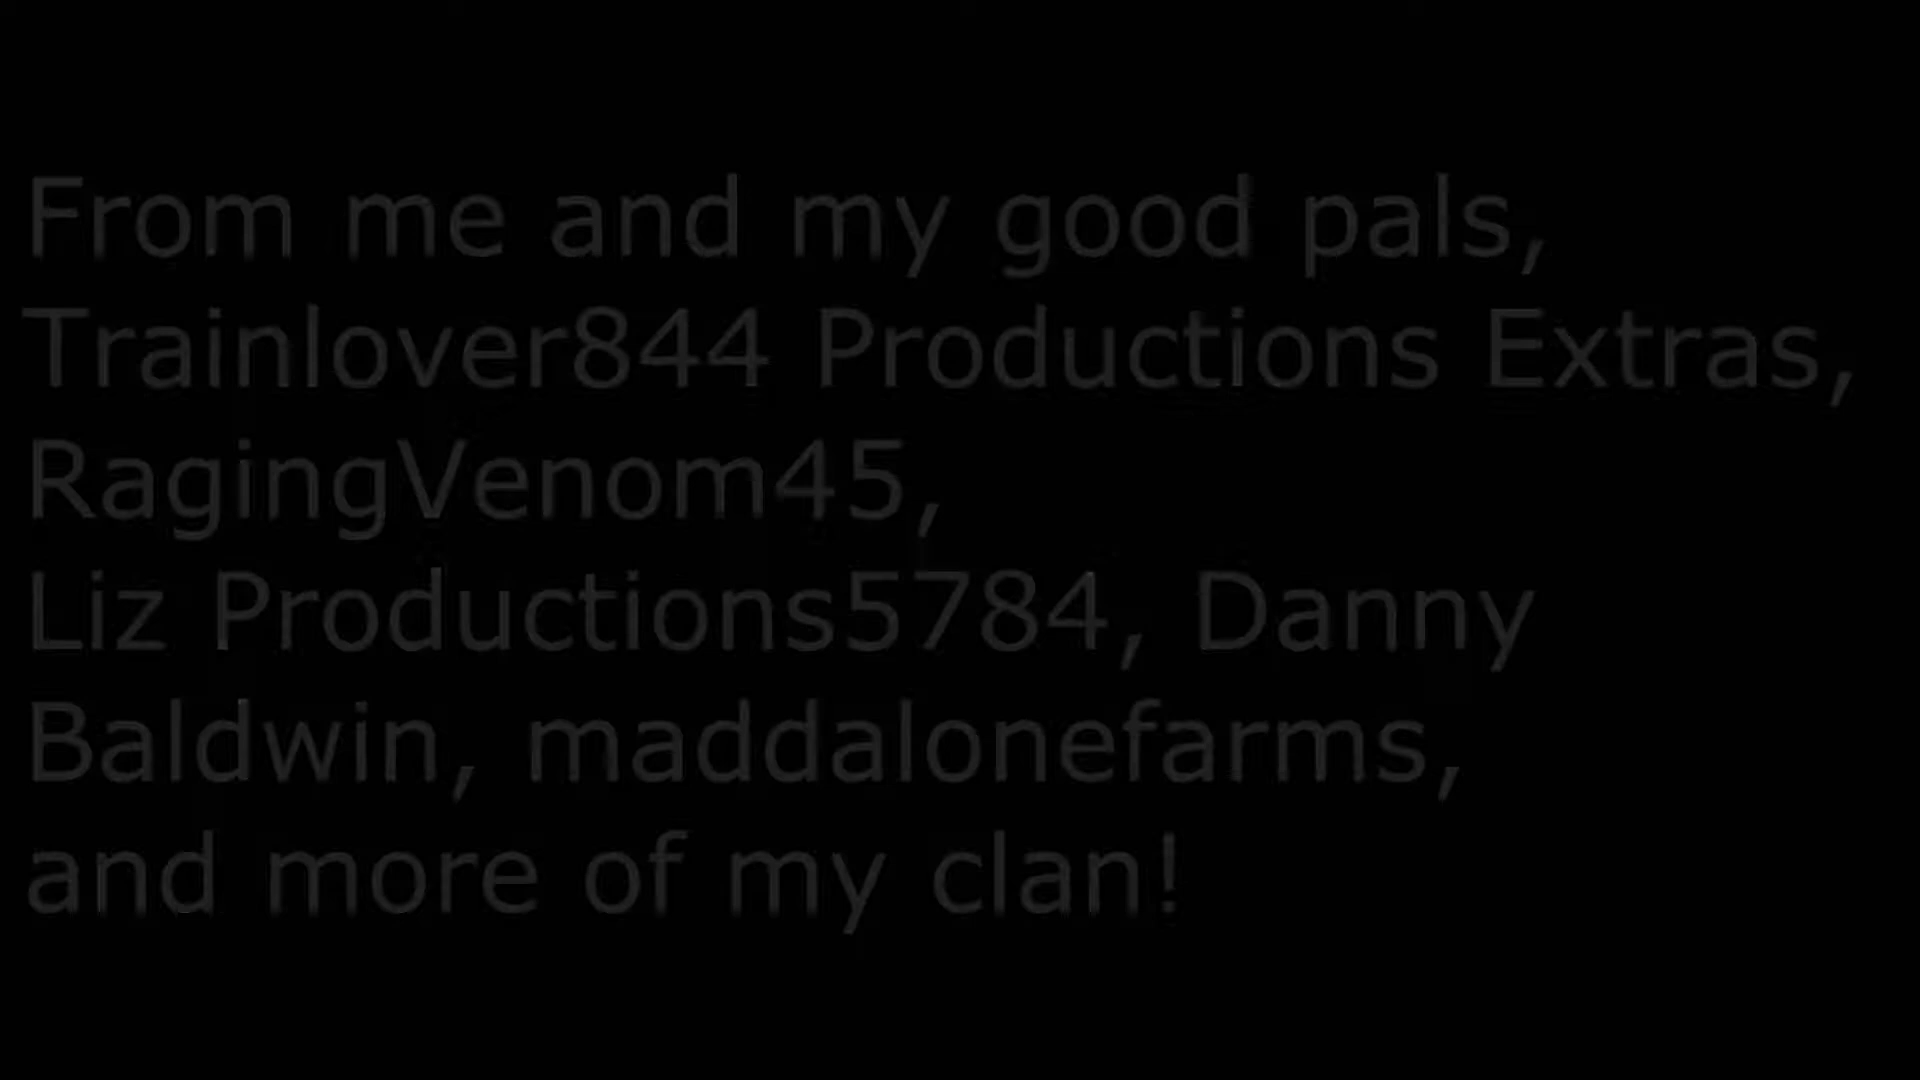 From me and my good pals,
Trainlover844 Productions Extras,
RagingVenom45,
Liz Productions5784, Danny
Baldwin, maddalonefarms,
and more of my clan!